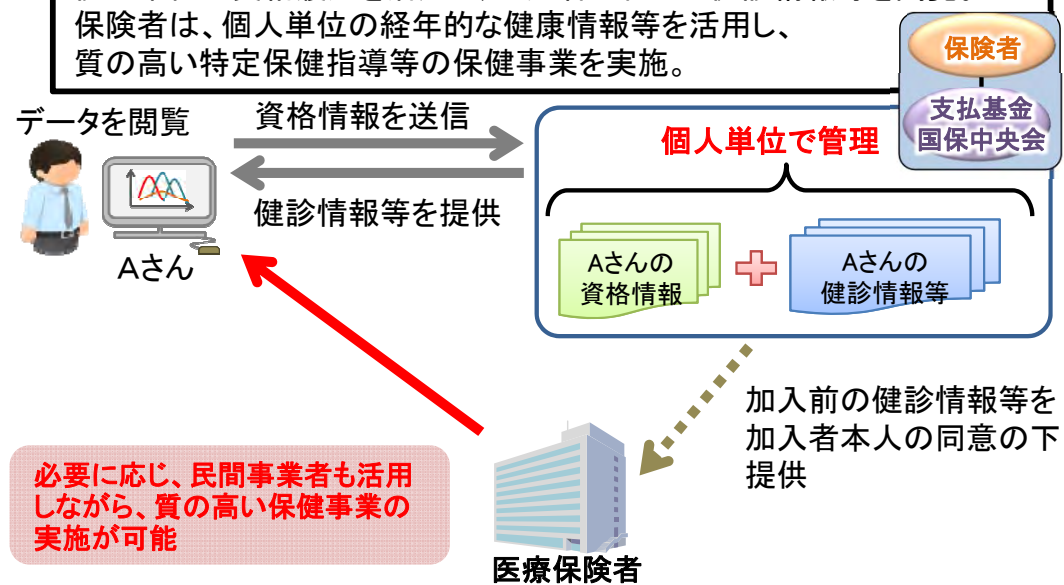 保険者は、個人単位の経年的な健康情報等を活用し、
質の高い特定保健指導等の保健事業を実施。
保険者
支払基金
国保中央会
データを閲覧
資格情報を送信
個人単位で管理
健診情報等を提供
Aさん
Aさんの
資格情報
Aさんの
健診情報等
加入前の健診情報等を
加入者本人の同意の下
提供
必要に応じ、民間事業者も活用
しながら、質の高い保健事業の
実施が可能
医療保険者